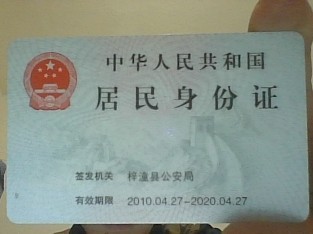 中华人民共和国
居民身份证
签发机关 梓潼县公安局
有效期限 2010.04.27-2020.04.27